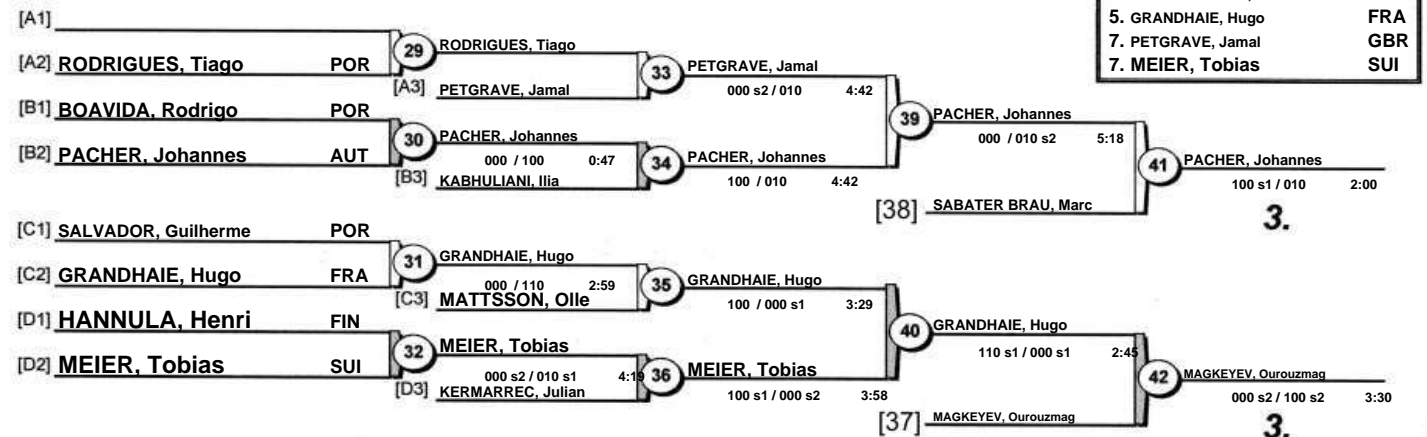 5. GRANDHAIE, Hugo FRA
7. PETGRAVE, Jamal GBR
7. MEIER, Tobias SUI
[A1]
[A2] RODRIGUES, Tiago POR
29
RODRIGUES, Tiago
[A3] PETGRAVE, Jamal
33
PETGRAVE, Jamal
000 s2 / 010 4:42
[B1] BOAVIDA, Rodrigo POR
[B2] PACHER, Johannes AUT
30
PACHER, Johannes
000 / 100 0:47
[B3] KABHULIANI, Ilia
34
PACHER, Johannes
100 / 010 4:42
39
PACHER, Johannes
000 / 010 s2 5:18
[38] SABATER BRAU, Marc
41
PACHER, Johannes
100 s1 / 010 2:00
3.
[C1] SALVADOR, Guilherme POR
[C2] GRANDHAIE, Hugo FRA
31
GRANDHAIE, Hugo
000 / 110 2:59
[C3] MATTSSON, Olle
35
GRANDHAIE, Hugo
100 / 000 s1 3:29
[D1] HANNULA, Henri FIN
[D2] MEIER, Tobias SUI
32
MEIER, Tobias
000 s2 / 010 s1 4:19
[D3] KERMARREC, Julian
36
MEIER, Tobias
100 s1 / 000 s2 3:58
40
GRANDHAIE, Hugo
110 s1 / 000 s1 2:45
[37] MAGKEYEV, Ourouzmag
42
MAGKEYEV, Ourouzmag
000 s2 / 100 s2 3:30
3.